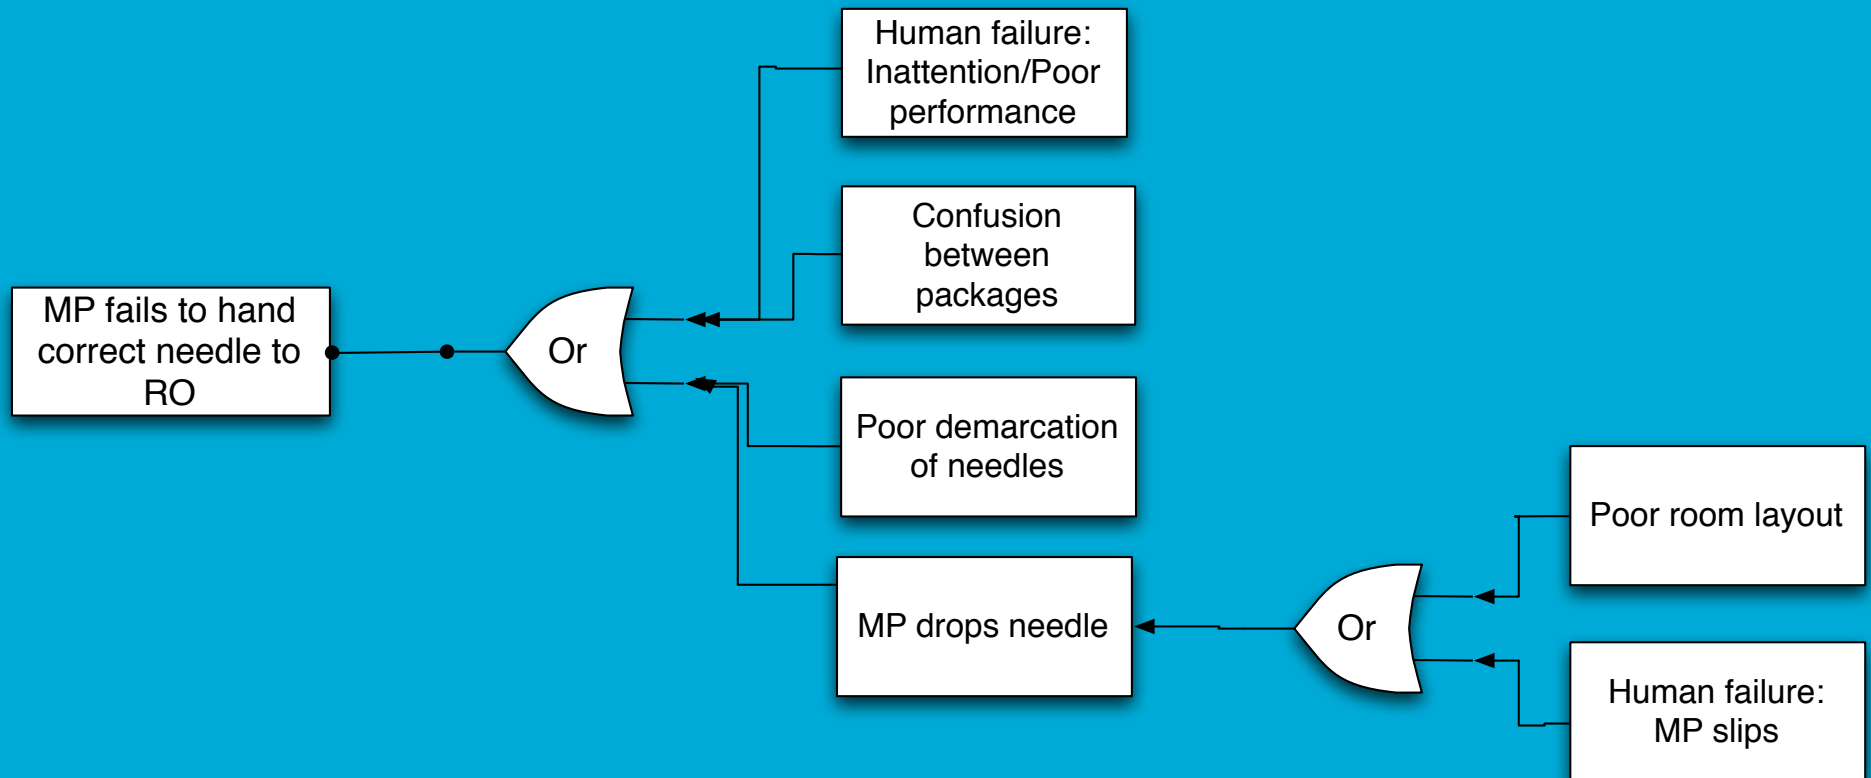 Human failure:
Inattention/Poor
performance
Confusion
between
packages
MP fails to hand
correct needle to
RO
Or
Poor demarcation
of needles
MP drops needle
Or
Poor room layout
Human failure:
MP slips